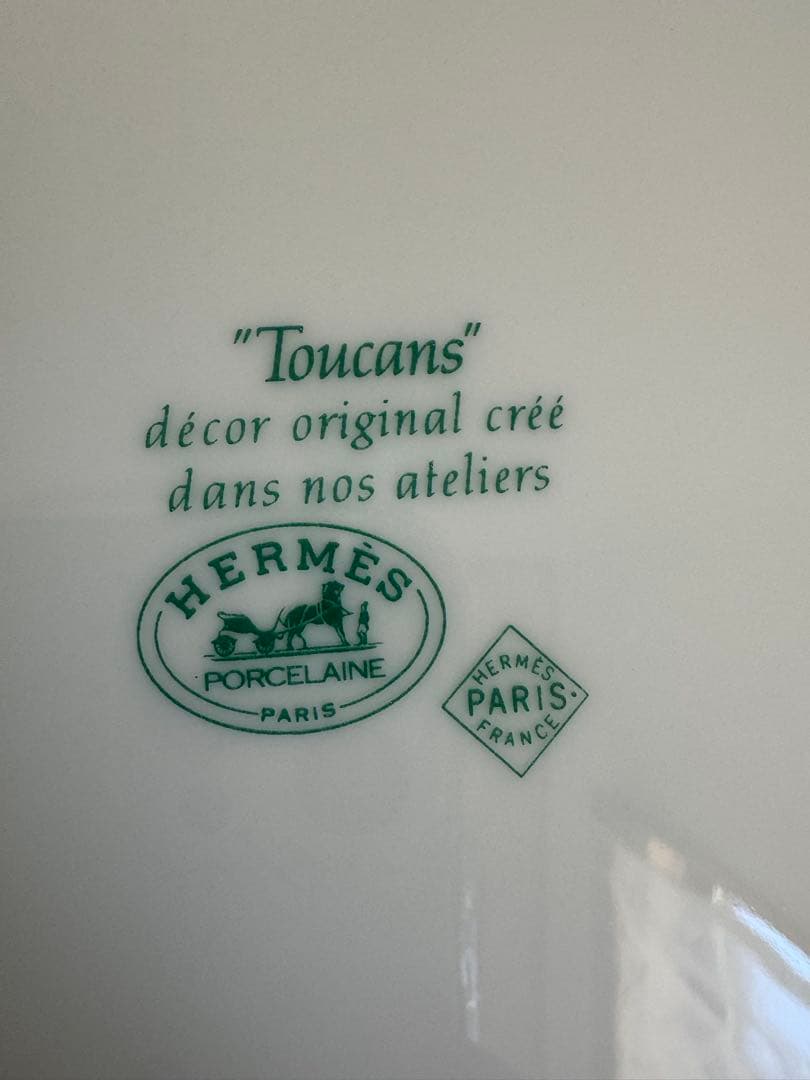 "Toucans"
décor original créé
dans nos ateliers
HERMÈS
PORCELAINE
PARIS
HERMÈS
PARIS
FRANCE